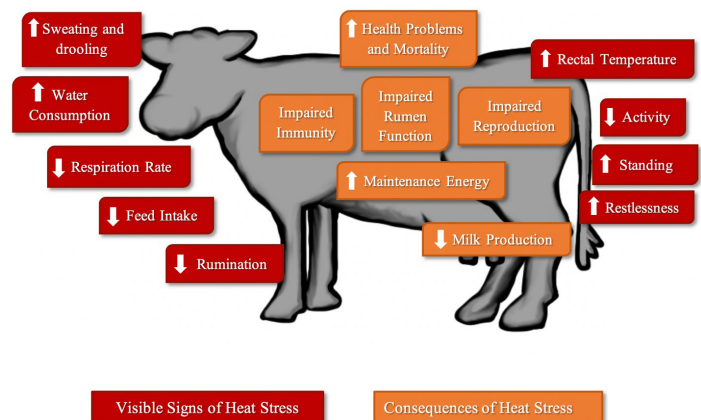 ⬆ Sweating and
drooling
⬆ Health Problems
and Mortality
⬆ Rectal Temperature
⬆ Water
Consumption
Impaired
Immunity
Impaired
Rumen
Function
Impaired
Reproduction
⬇ Activity
⬇ Respiration Rate
⬆ Maintenance Energy
⬆ Standing
⬇ Feed Intake
⬆ Restlessness
⬇ Milk Production
⬇ Rumination
Visible Signs of Heat Stress
Consequences of Heat Stress